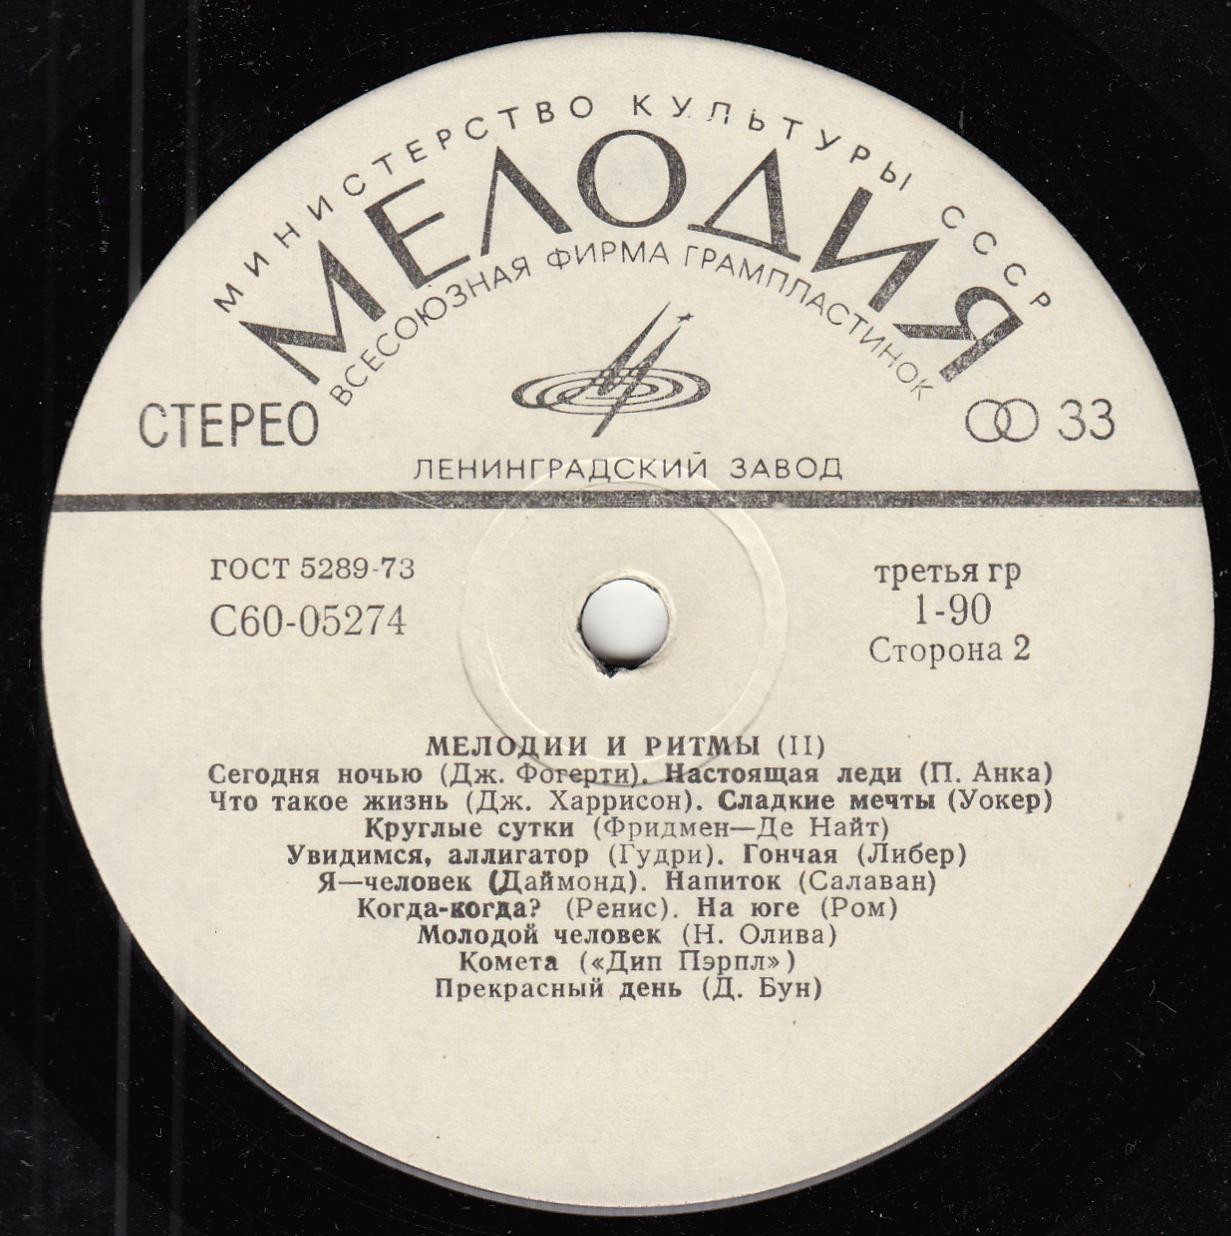 МИНИСТЕРСТВО КУЛЬТУРЫ СССР
МЕЛОДИЯ
ВСЕСОЮЗНАЯ ФИРМА ГРАМПЛАСТИНОК
СТЕРЕО
33
ЛЕНИНГРАДСКИЙ ЗАВОД
ГОСТ 5289-73
С60-05274
третья гр
1-90
Сторона 2
МЕЛОДИИ И РИТМЫ (II)
Сегодня ночью (Дж. Фогерти). Настоящая леди (П. Анка)
Что такое жизнь (Дж. Харрисон). Сладкие мечты (Уокер)
Круглые сутки (Фридмен—Де Найт)
Увидимся, аллигатор (Гудри). Гончая (Либер)
Я—человек (Даймонд). Напиток (Салаван)
Когда-когда? (Ренис). На юге (Ром)
Молодой человек (Н. Олива)
Комета («Дип Пэрпл»)
Прекрасный день (Д. Бун)